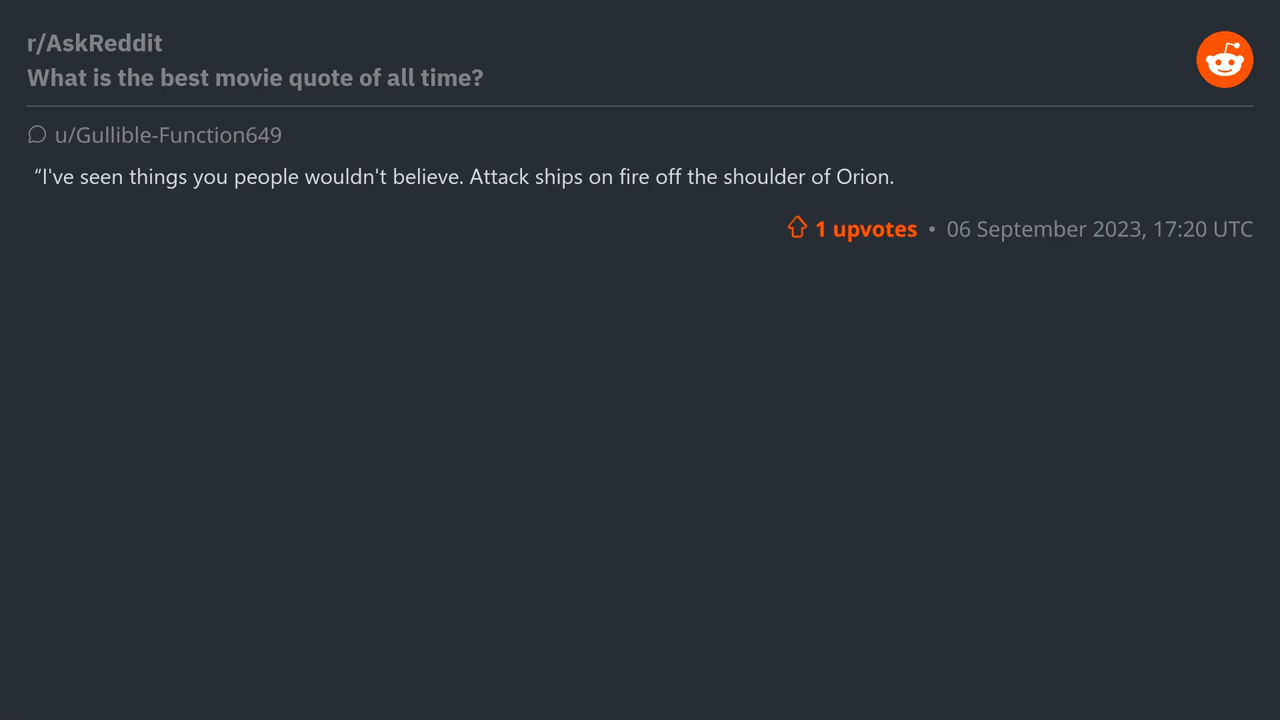 r/AskReddit
What is the best movie quote of all time?
u/Gullible-Function649
“I've seen things you people wouldn't believe. Attack ships on fire off the shoulder of Orion.
1 upvotes • 06 September 2023, 17:20 UTC